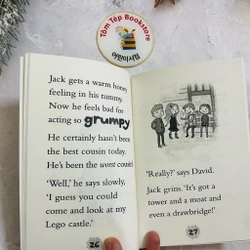 Tôm Tép Bookstore
Jack gets a warm honey
feeling in his tummy.
Now he feels bad for
acting so grumpy
He certainly hasn't been
the best cousin today.
He's been the worst cousin!
'Well,' he says slowly,
'I guess you could
come and look at my
Lego castle.'
26
'Really?' says David.
Jack grins. 'It's got a
tower and a moat and
even a drawbridge!'
27